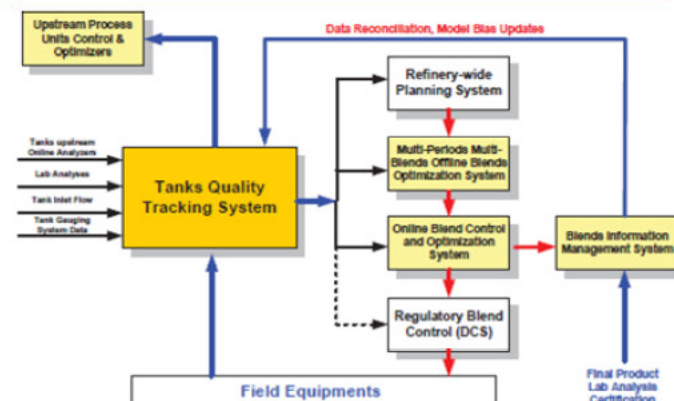 Upstream Process
Units Control &
Optimizers
Data Reconciliation, Model Bias Updates
Refinery-wide
Planning System
Tanks upstream
Online Analyzers
Lab Analyses
Tank Inlet Flow
Tank Gauging
System Data
Tanks Quality
Tracking System
Multi-Periods Multi-
Blends Offline Blends
Optimization System
Online Blend Control
and Optimization
System
Blends Information
Management System
Regulatory Blend
Control (DCS)
Field Equipments
Final Product
Lab Analysis
Certification